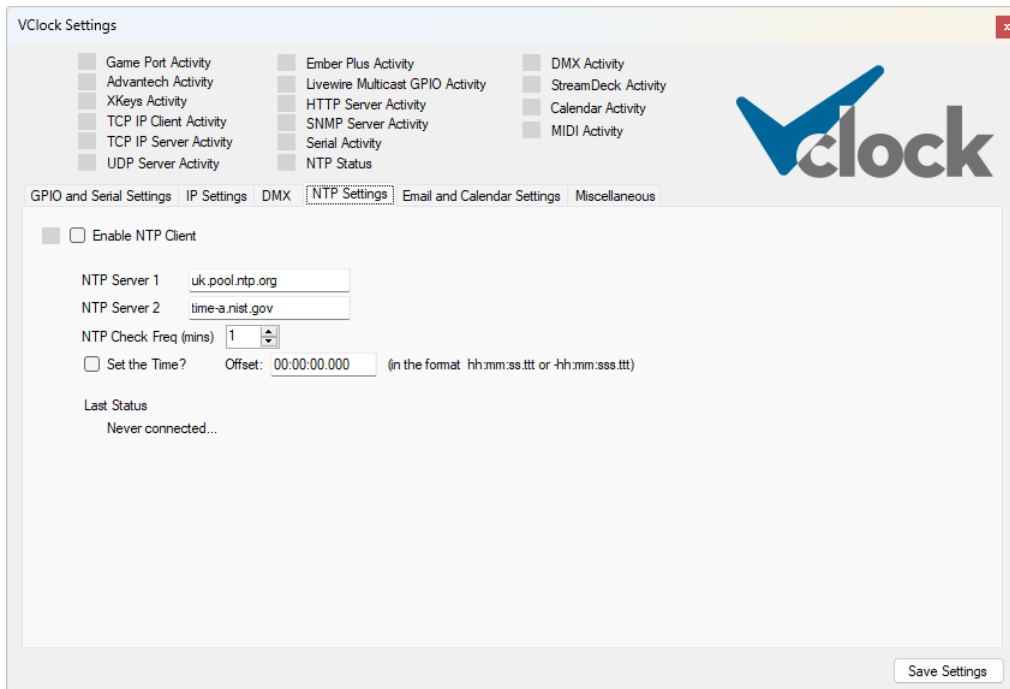 VClock Settings
x
Game Port Activity
Advantech Activity
XKeys Activity
TCP IP Client Activity
TCP IP Server Activity
UDP Server Activity
Ember Plus Activity
Livewire Multicast GPIO Activity
HTTP Server Activity
SNMP Server Activity
Serial Activity
NTP Status
DMX Activity
StreamDeck Activity
Calendar Activity
MIDI Activity
Vclock
GPIO and Serial Settings IP Settings DMX NTP Settings Email and Calendar Settings Miscellaneous
Enable NTP Client
NTP Server 1 uk.pool.ntp.org
NTP Server 2 time-a.nist.gov
NTP Check Freq (mins) 1
Set the Time? Offset: 00:00:00.000 (in the format hh:mm:ss.ttt or -hh:mm:sss.ttt)
Last Status
Never connected...
Save Settings